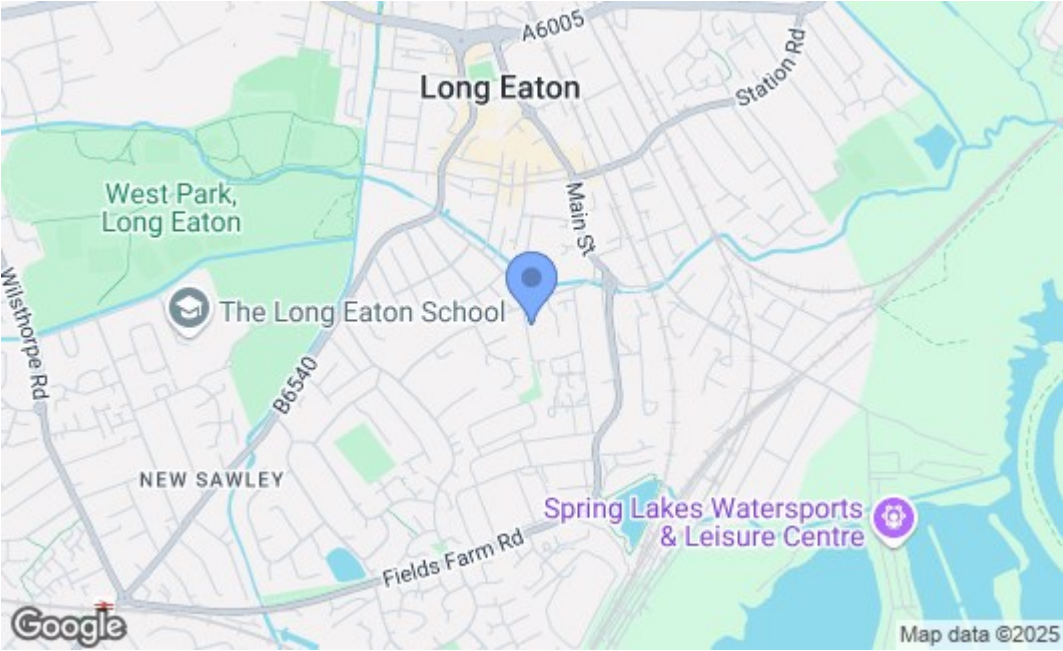 A6005
Long Eaton
Station Rd
West Park,
Long Eaton
Main St
Wilsthorpe Rd
The Long Eaton School
B6540
NEW SAWLEY
Spring Lakes Watersports
& Leisure Centre
Fields Farm Rd
Google
Map data ©2025